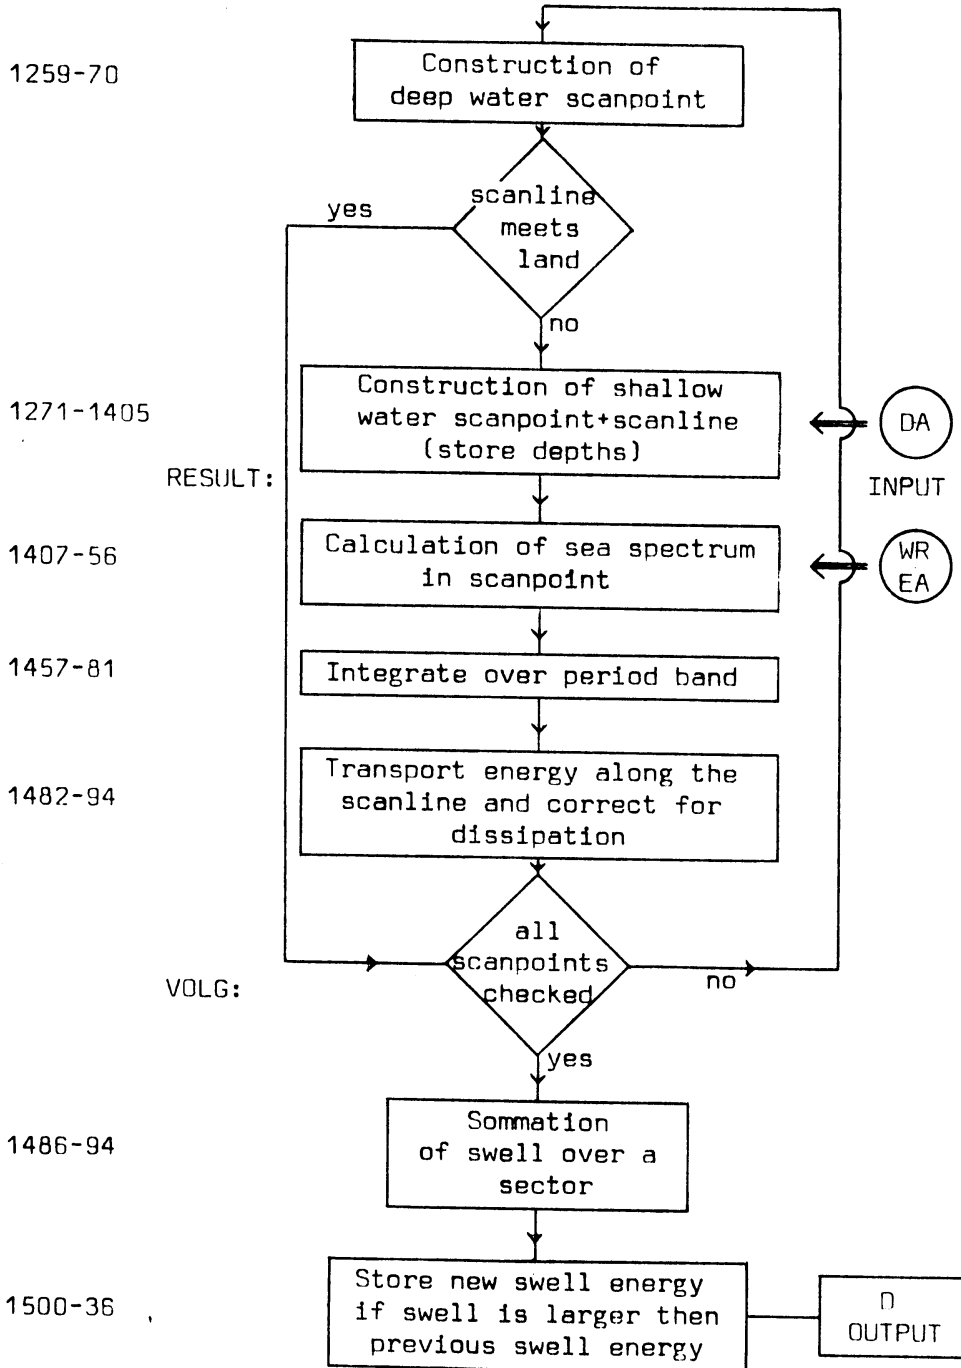 1259-70
Construction of
deep water scanpoint
scanline
meets
land
yes
no
1271-1405
Construction of shallow
water scanpoint+scanline
(store depths)
DA
INPUT
RESULT:
1407-56
Calculation of sea spectrum
in scanpoint
WR
EA
1457-81
Integrate over period band
1482-94
Transport energy along the
scanline and correct for
dissipation
all
scanpoints
checked
no
VOLG:
yes
1486-94
Sommation
of swell over a
sector
1500-36
Store new swell energy
if swell is larger then
previous swell energy
OUTPUT